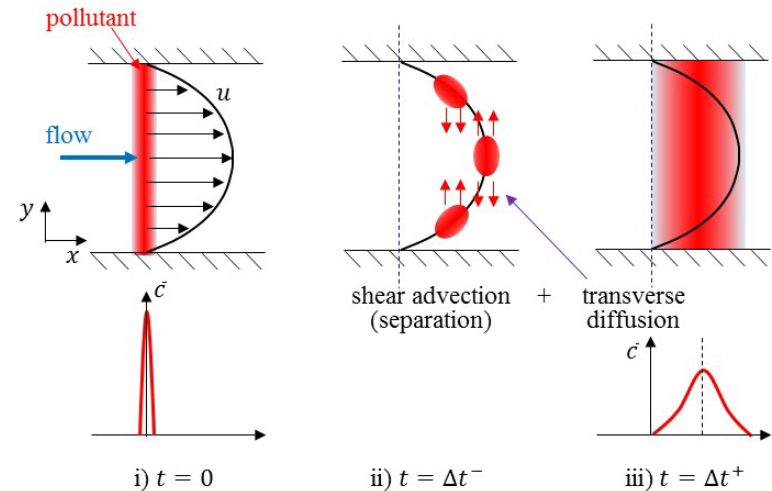 pollutant
u
flow
y
x
shear advection + transverse
(separation) diffusion
c̄
c̄
i) t = 0
ii) t = Δt⁻
iii) t = Δt⁺